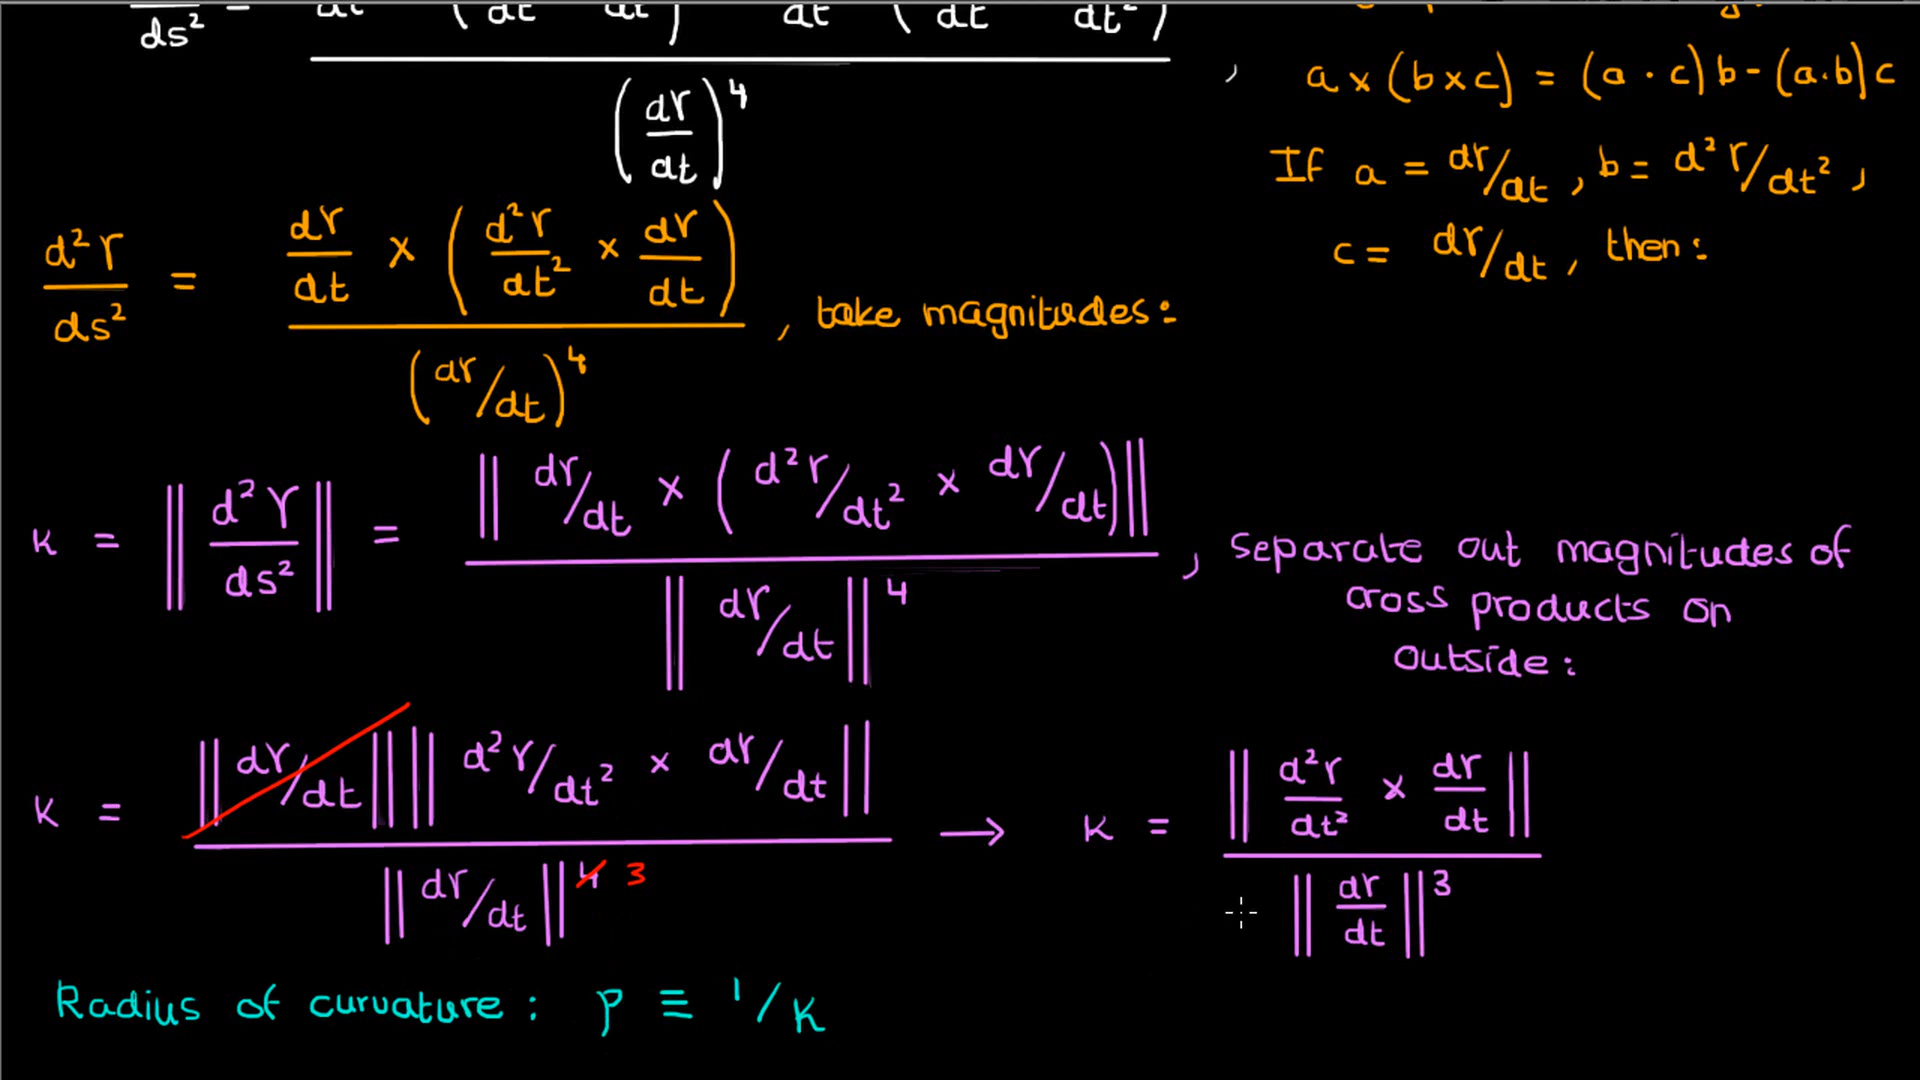 ds²
(dr/dt)⁴
, a × (b × c) = (a · c) b - (a · b) c
If a = dr/dt , b = d²r/dt² ,
c = dr/dt , then :
d²r/ds² = dr/dt × (d²r/dt² × dr/dt) / (dr/dt)⁴ , take magnitudes :
κ = ‖ d²r/ds² ‖ = ‖ dr/dt × (d²r/dt² × dr/dt) ‖ / ‖ dr/dt ‖⁴ , separate out magnitudes of
cross products on
outside :
κ = ‖ dr/dt ‖ ‖ d²r/dt² × dr/dt ‖ / ‖ dr/dt ‖⁴ 3 → κ = ‖ d²r/dt² × dr/dt ‖ / ‖ dr/dt ‖³
Radius of curvature : ρ ≡ 1/κ